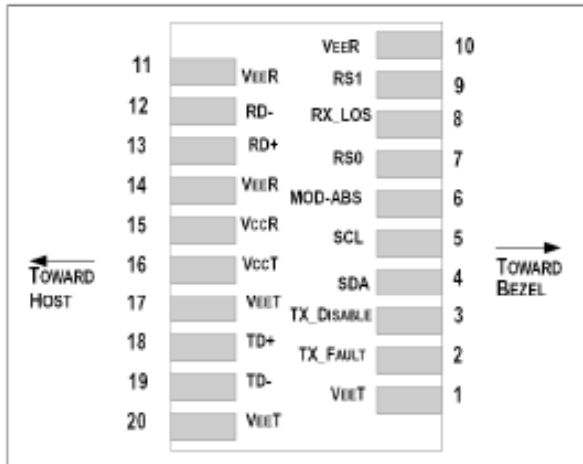 VEER 10
11 VEER
RS1 9
12 RD-
RX_LOS 8
13 RD+
RS0 7
14 VEER
MOD-ABS 6
15 VCCR
SCL 5
16 VCCT
TOWARD HOST
TOWARD BEZEL
SDA 4
17 VEET
TX_DISABLE 3
18 TD+
TX_FAULT 2
19 TD-
VEET 1
20 VEET